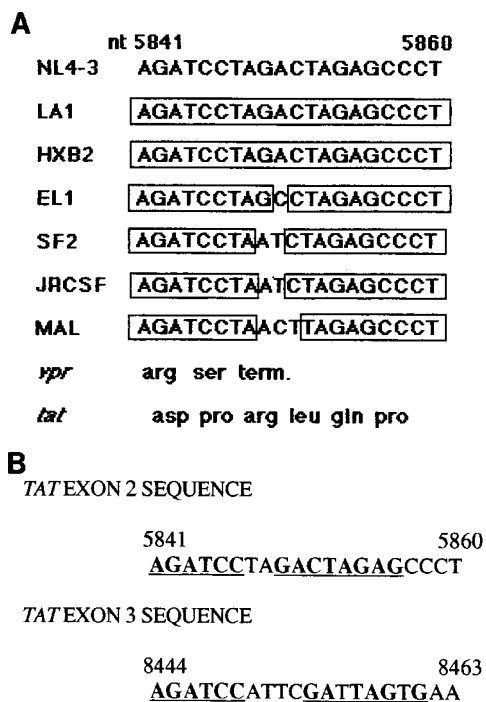 A
nt 5841 5860
NL4-3 AGATCCTAGACTAGAGCCCT
LA1 AGATCCTAGACTAGAGCCCT
HXB2 AGATCCTAGACTAGAGCCCT
EL1 AGATCCTAGCCTAGAGCCCT
SF2 AGATCCTAATCTAGAGCCCT
JRCSF AGATCCTAATCTAGAGCCCT
MAL AGATCCTAACTTAGAGCCCT
vpr arg ser term.
tat asp pro arg leu gln pro
B
TAT EXON 2 SEQUENCE
5841 5860
AGATCCTAGACTAGAGCCCT
TAT EXON 3 SEQUENCE
8444 8463
AGATCCATTCGATTAGTGAA